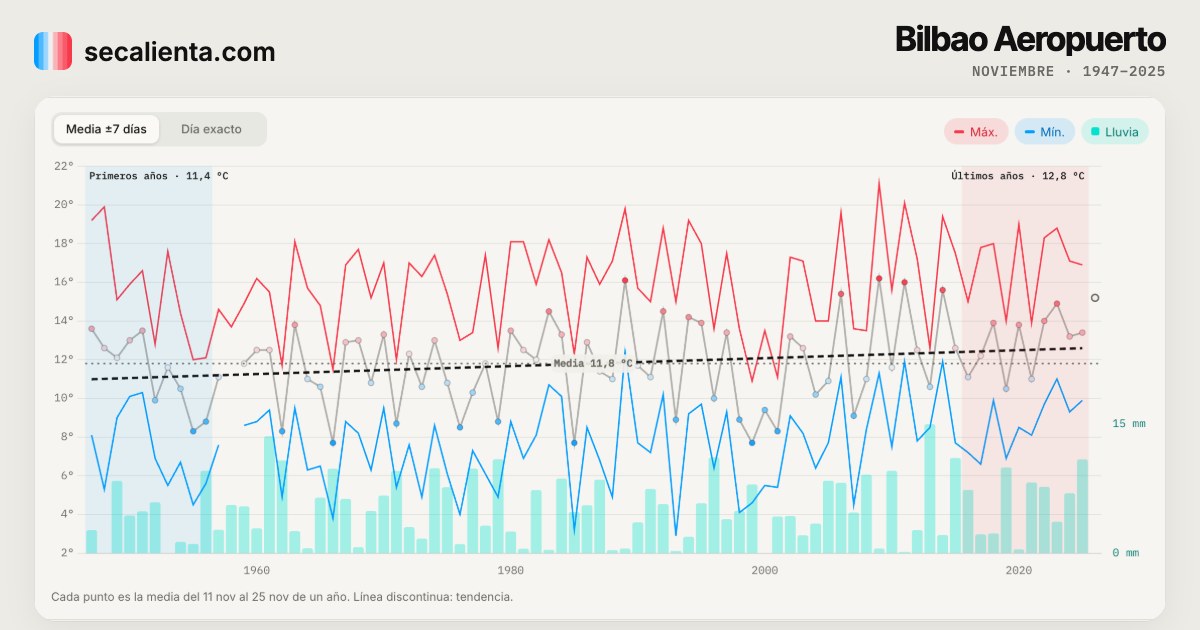 secalienta.com
Bilbao Aeropuerto
NOVIEMBRE · 1947–2025
Media ±7 días
Día exacto
Máx.
Mín.
Lluvia
Primeros años · 11,4 °C
Últimos años · 12,8 °C
22°
20°
18°
16°
14°
12°
10°
8°
6°
4°
2°
Media 11,8 °C
15 mm
0 mm
1960
1980
2000
2020
Cada punto es la media del 11 nov al 25 nov de un año. Línea discontinua: tendencia.